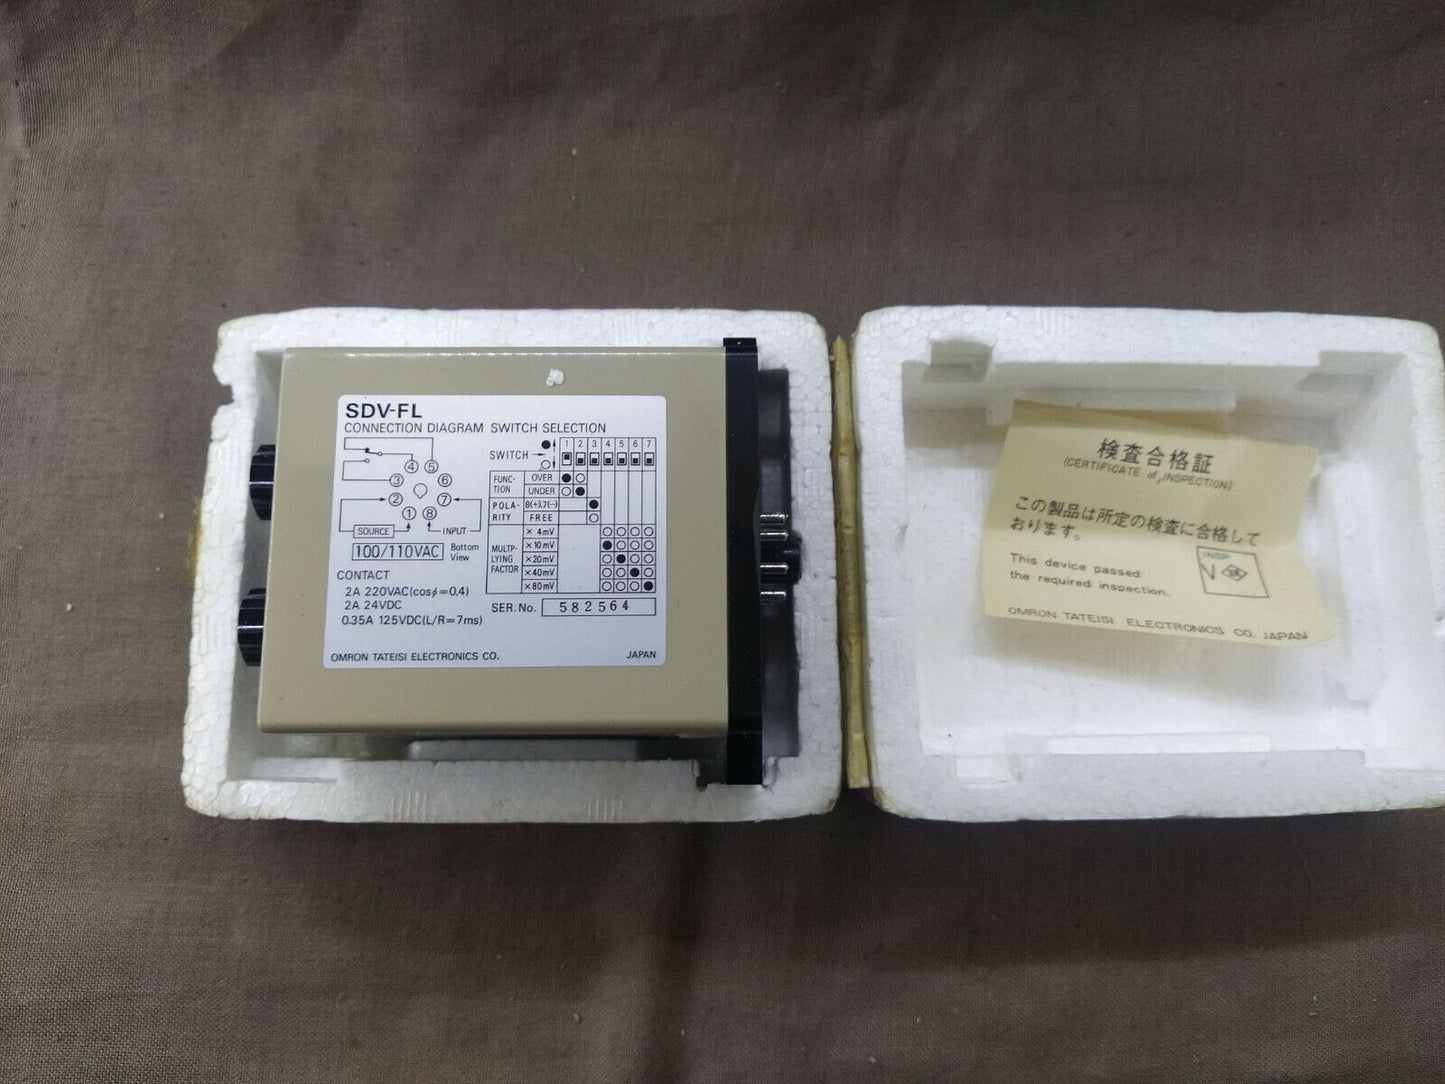 SDV-FL
CONNECTION DIAGRAM SWITCH SELECTION
SWITCH 1 2 3 4 5 6 7
4 5
3 6
2 7
1 8
SOURCE INPUT
100/110VAC Bottom
View
FUNC-
TION OVER
UNDER
POLA-
RITY 8(+).7(-)
FREE
MULTP-
LYING
FACTOR × 4mV
× 10mV
× 20mV
× 40mV
× 80mV
CONTACT
2A 220VAC(cosφ=0.4)
2A 24VDC
0.35A 125VDC(L/R=7ms)
SER. No. 582564
OMRON TATEISI ELECTRONICS CO. JAPAN
検査合格証
(CERTIFICATE of INSPECTION)
この製品は所定の検査に合格して
おります。
This device passed
the required inspection.
INSP
OMRON TATEISI ELECTRONICS CO. JAPAN